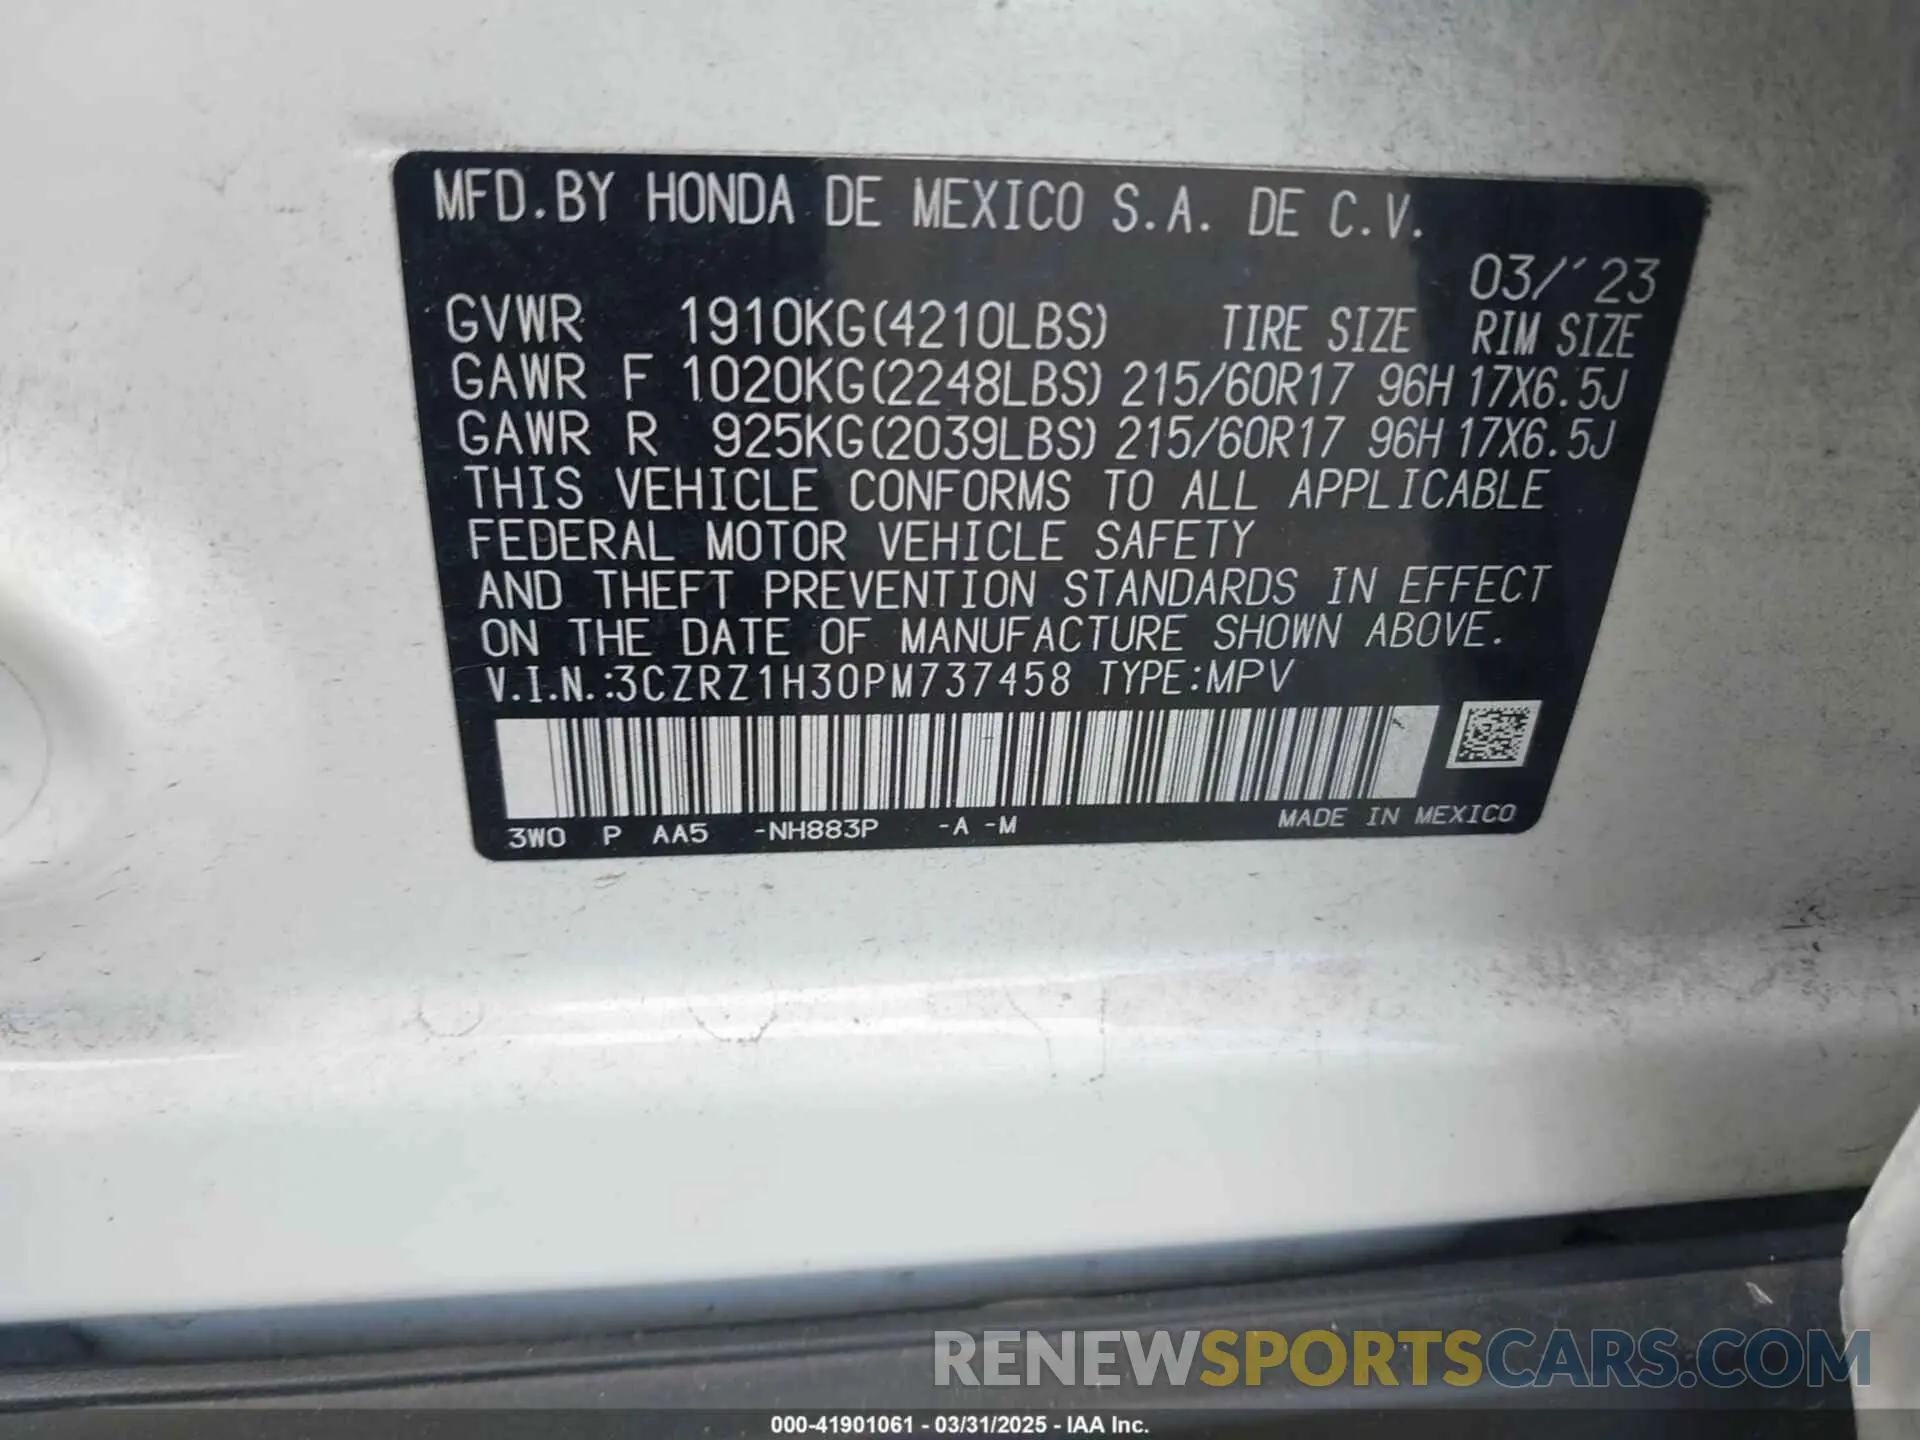 MFD.BY HONDA DE MEXICO S.A. DE C.V.
03/'23
GVWR 1910KG(4210LBS) TIRE SIZE RIM SIZE
GAWR F 1020KG(2248LBS) 215/60R17 96H 17X6.5J
GAWR R 925KG(2039LBS) 215/60R17 96H 17X6.5J
THIS VEHICLE CONFORMS TO ALL APPLICABLE
FEDERAL MOTOR VEHICLE SAFETY
AND THEFT PREVENTION STANDARDS IN EFFECT
ON THE DATE OF MANUFACTURE SHOWN ABOVE.
V.I.N.:3CZRZ1H30PM737458 TYPE:MPV
3W0 P AA5 -NH883P -A -M MADE IN MEXICO
RENEWSPORTSCARS.COM
000-41901061 - 03/31/2025 - IAA Inc.